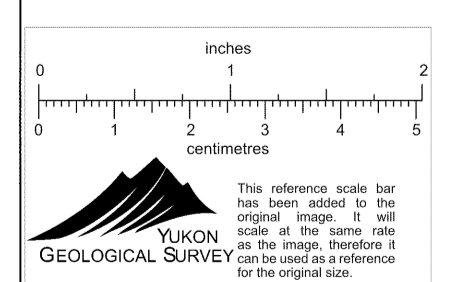 inches
0 1 2
0 1 2 3 4 5
centimetres
YUKON
GEOLOGICAL SURVEY
This reference scale bar
has been added to the
original image. It will
scale at the same rate
as the image, therefore it
can be used as a reference
for the original size.